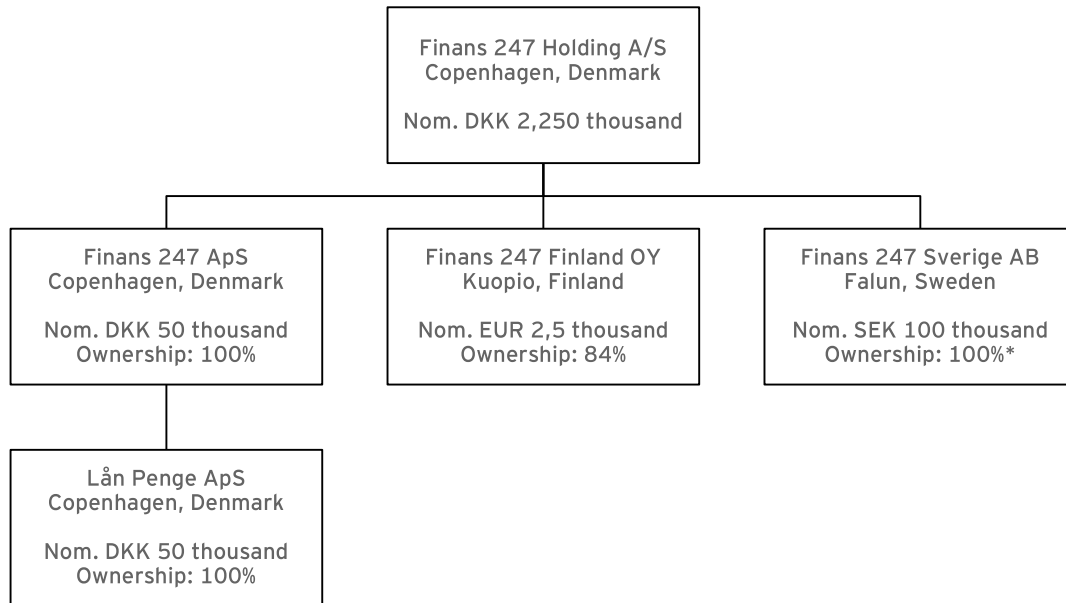 Finans 247 Holding A/S
Copenhagen, Denmark
Nom. DKK 2,250 thousand
Finans 247 ApS
Copenhagen, Denmark
Nom. DKK 50 thousand
Ownership: 100%
Finans 247 Finland OY
Kuopio, Finland
Nom. EUR 2,5 thousand
Ownership: 84%
Finans 247 Sverige AB
Falun, Sweden
Nom. SEK 100 thousand
Ownership: 100%*
Lån Penge ApS
Copenhagen, Denmark
Nom. DKK 50 thousand
Ownership: 100%